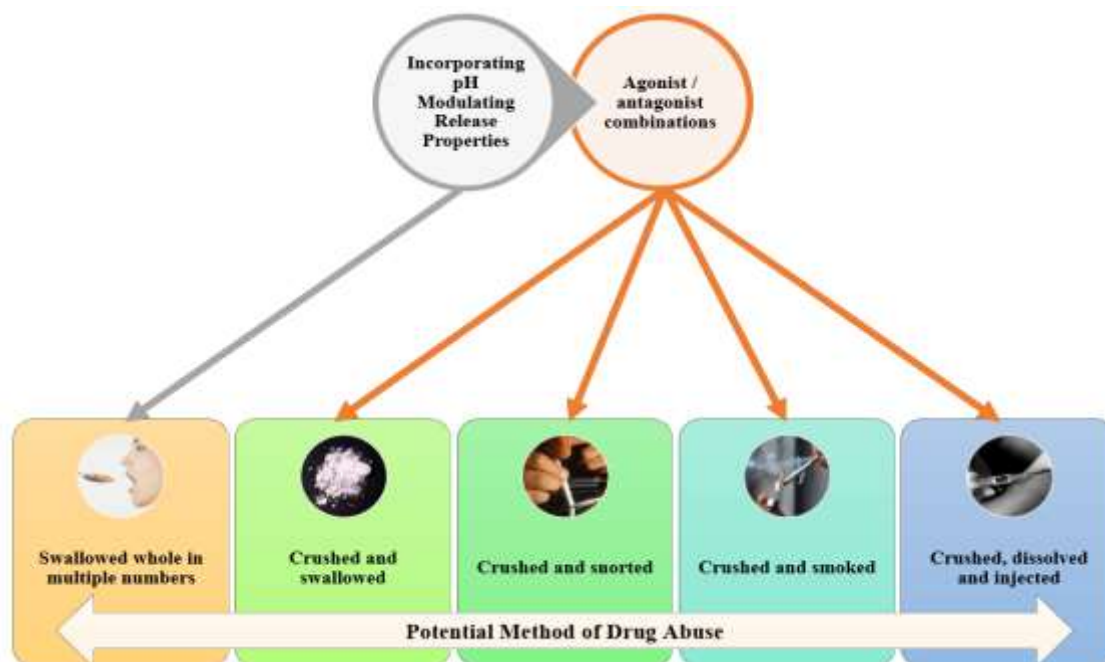 Incorporating
pH
Modulating
Release
Properties
Agonist /
antagonist
combinations
Swallowed whole in
multiple numbers
Crushed and
swallowed
Crushed and snorted
Crushed and smoked
Crushed, dissolved
and injected
Potential Method of Drug Abuse